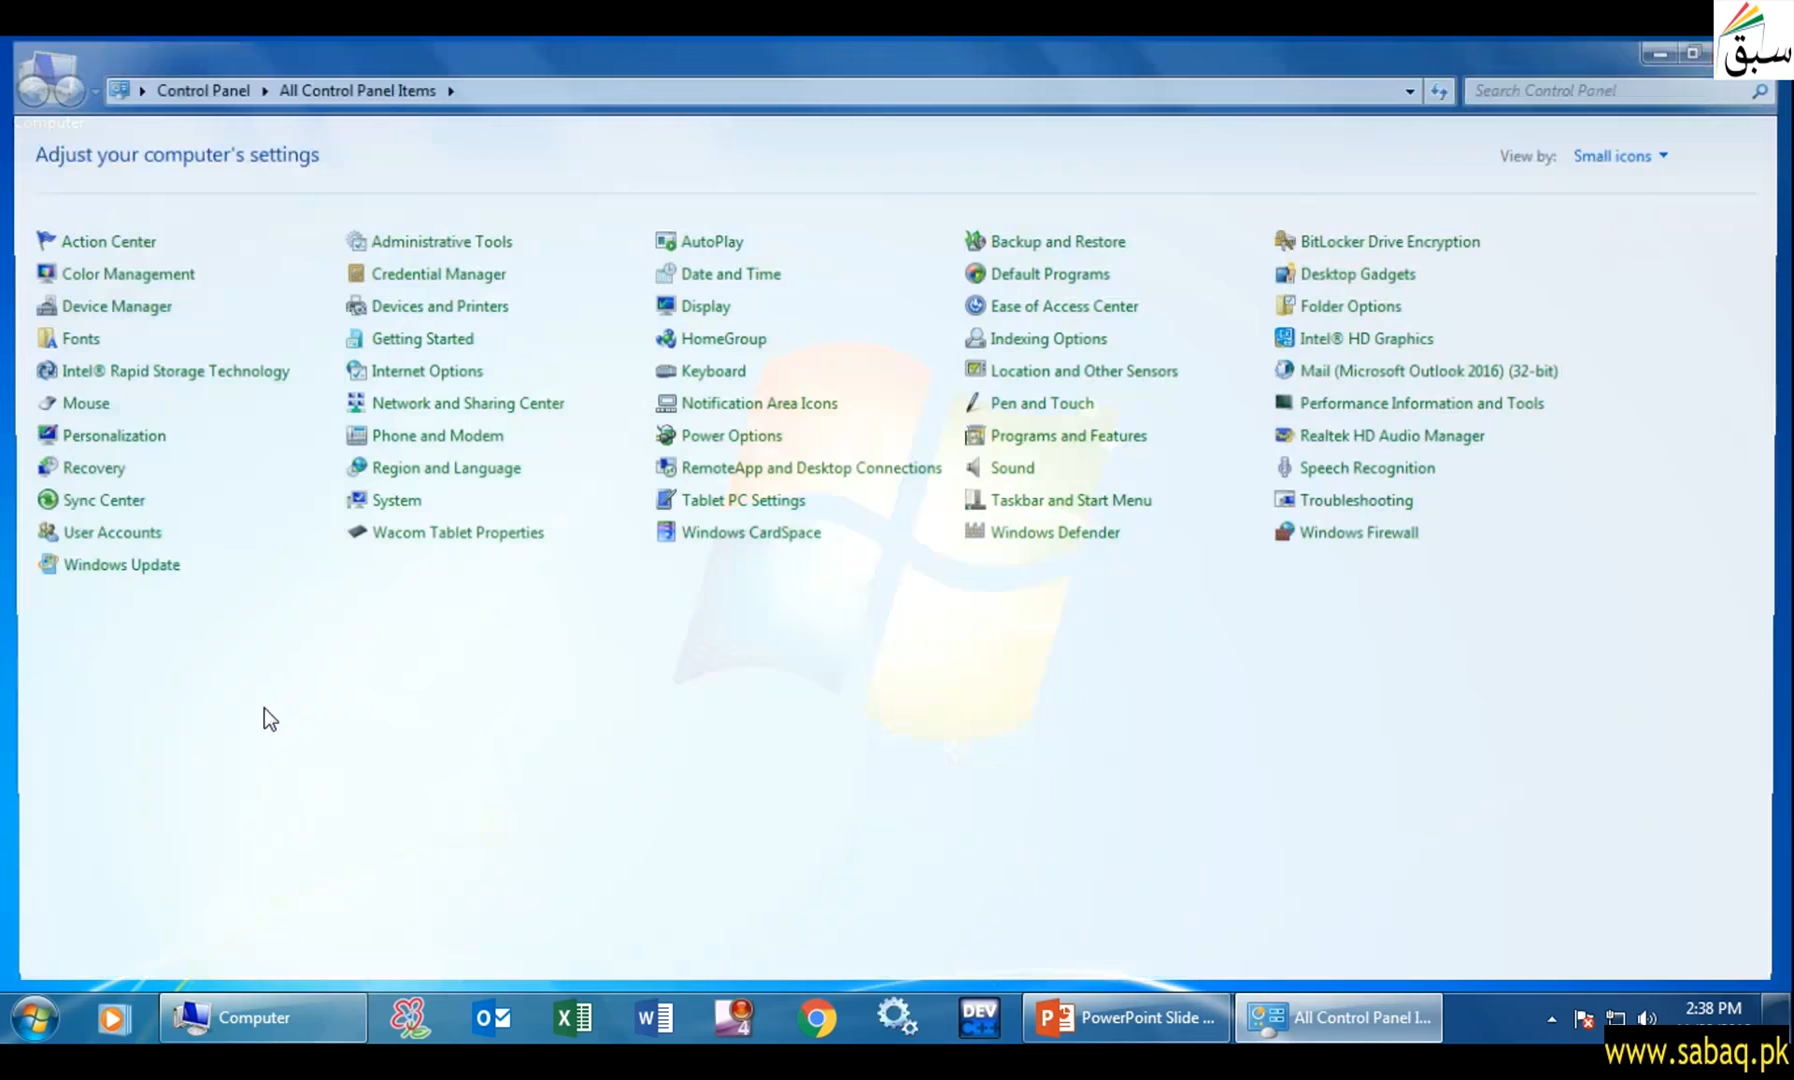 سبق
Control Panel All Control Panel Items
Search Control Panel
Computer
Adjust your computer's settings
View by: Small icons
Action Center Administrative Tools AutoPlay Backup and Restore BitLocker Drive Encryption
Color Management Credential Manager Date and Time Default Programs Desktop Gadgets
Device Manager Devices and Printers Display Ease of Access Center Folder Options
Fonts Getting Started HomeGroup Indexing Options Intel® HD Graphics
Intel® Rapid Storage Technology Internet Options Keyboard Location and Other Sensors Mail (Microsoft Outlook 2016) (32-bit)
Mouse Network and Sharing Center Notification Area Icons Pen and Touch Performance Information and Tools
Personalization Phone and Modem Power Options Programs and Features Realtek HD Audio Manager
Recovery Region and Language RemoteApp and Desktop Connections Sound Speech Recognition
Sync Center System Tablet PC Settings Taskbar and Start Menu Troubleshooting
User Accounts Wacom Tablet Properties Windows CardSpace Windows Defender Windows Firewall
Windows Update
Computer O X W 4 DEV C++ P PowerPoint Slide ... All Control Panel I... 2:38 PM
www.sabaq.pk